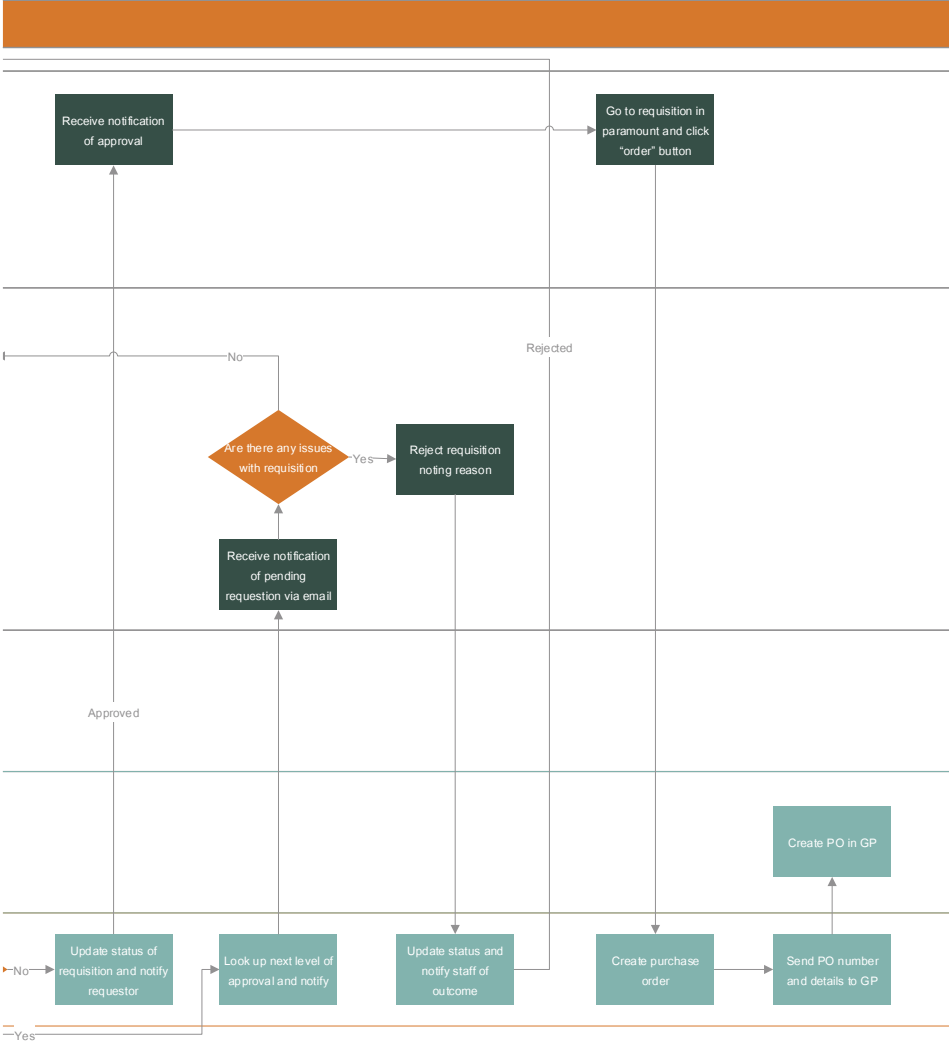 Receive notification
of approval
Go to requisition in
paramount and click
“order” button
Rejected
No
Are there any issues
with requisition
Yes
Reject requisition
noting reason
Receive notification
of pending
requestion via email
Approved
Create PO in GP
Update status of
requisition and notify
requestor
Look up next level of
approval and notify
Update status and
notify staff of
outcome
Create purchase
order
Send PO number
and details to GP
No
Yes